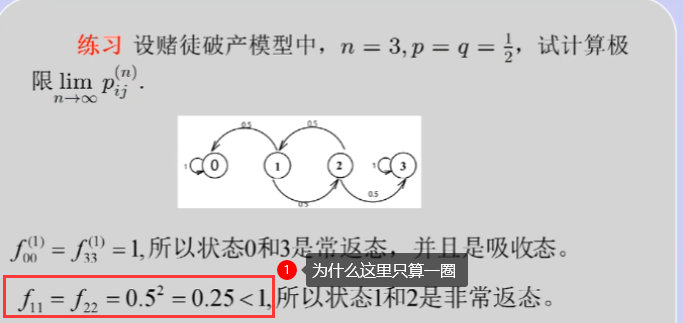 练习 设赌徒破产模型中，n = 3, p = q = 1/2，试计算极
限 lim n→∞ p_{ij}^{(n)}.
0.5 0.5
1 0 1 2 1 3
0.5 0.5
f_{00}^{(1)} = f_{33}^{(1)} = 1,所以状态0和3是常返态，并且是吸收态。
1 为什么这里只算一圈
f_{11} = f_{22} = 0.5^2 = 0.25 < 1,所以状态1和2是非常返态。